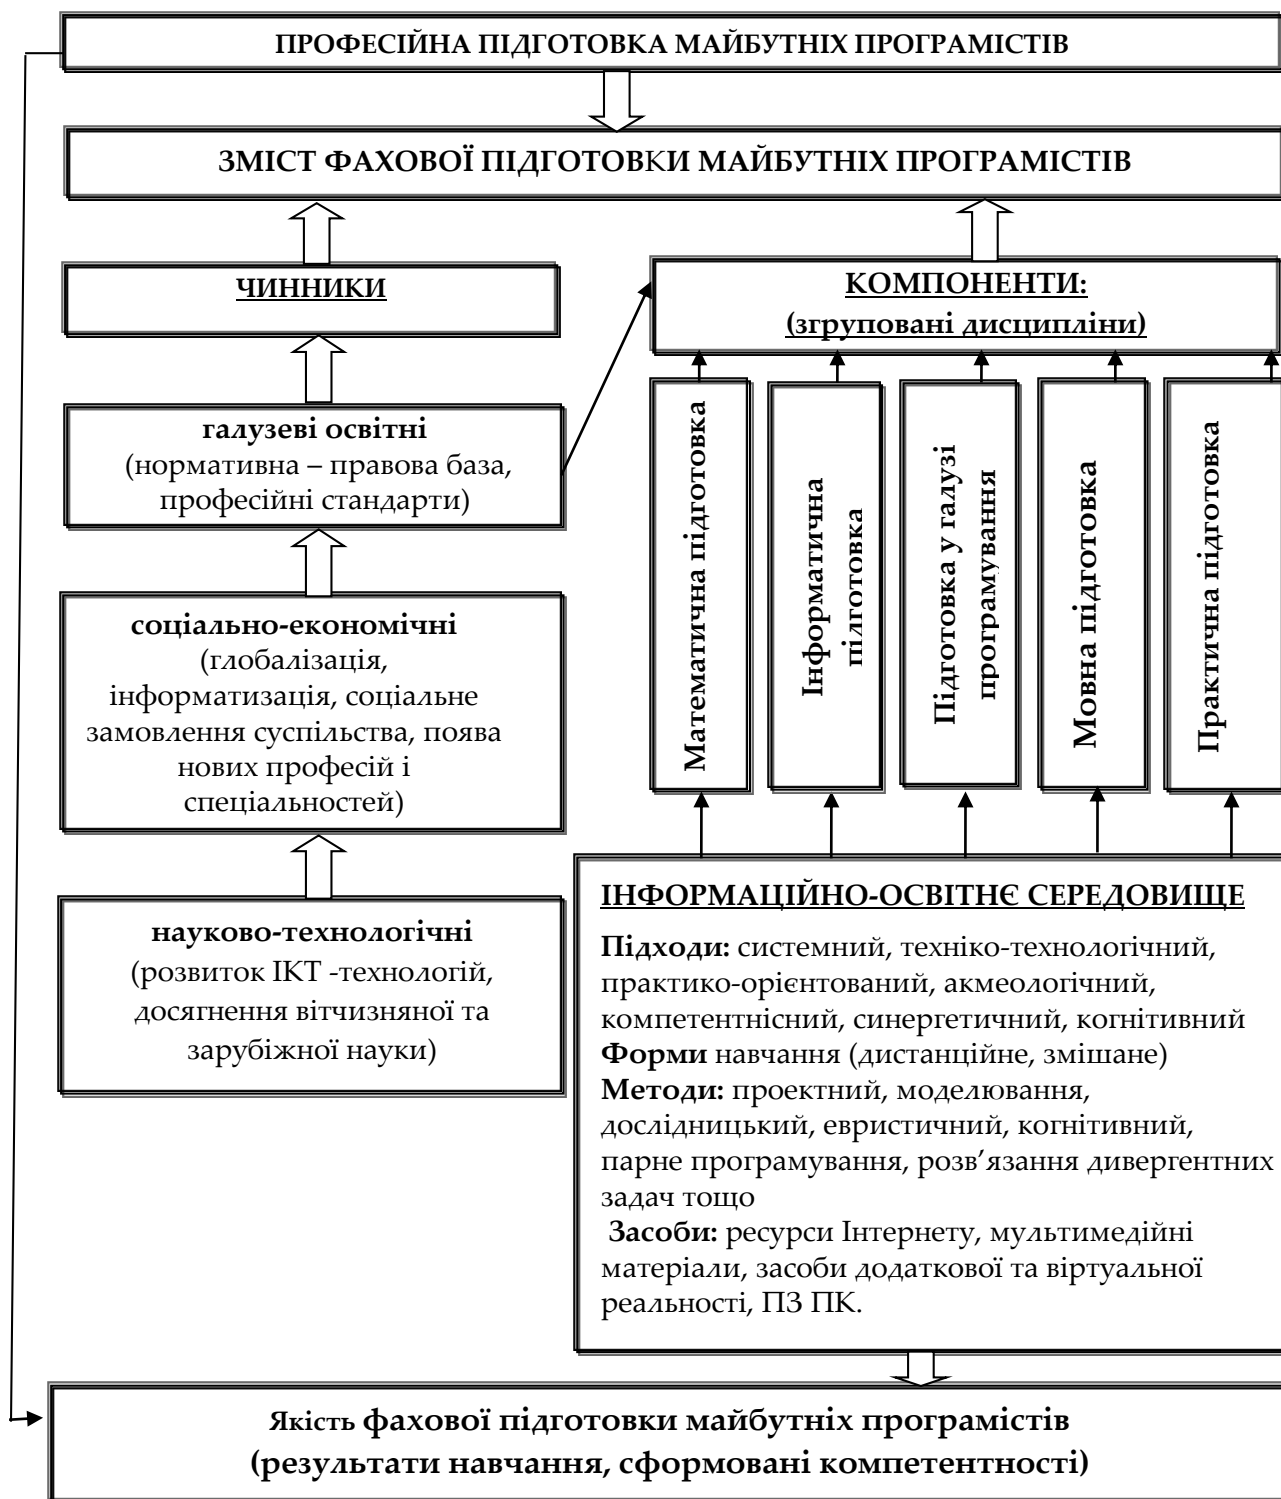 ПРОФЕСІЙНА ПІДГОТОВКА МАЙБУТНІХ ПРОГРАМІСТІВ
ЗМІСТ ФАХОВОЇ ПІДГОТОВКИ МАЙБУТНІХ ПРОГРАМІСТІВ
ЧИННИКИ
КОМПОНЕНТИ:
(згруповані дисципліни)
галузеві освітні
(нормативна – правова база,
професійні стандарти)
соціально-економічні
(глобалізація,
інформатизація, соціальне
замовлення суспільства, поява
нових професій і
спеціальностей)
науково-технологічні
(розвиток ІКТ -технологій,
досягнення вітчизняної та
зарубіжної науки)
Математична підготовка
Інформатична
підготовка
Підготовка у галузі
програмування
Мовна підготовка
Практична підготовка
ІНФОРМАЦІЙНО-ОСВІТНЄ СЕРЕДОВИЩЕ
Підходи: системний, техніко-технологічний,
практико-орієнтований, акмеологічний,
компетентнісний, синергетичний, когнітивний
Форми навчання (дистанційне, змішане)
Методи: проектний, моделювання,
дослідницький, евристичний, когнітивний,
парне програмування, розв’язання дивергентних
задач тощо
Засоби: ресурси Інтернету, мультимедійні
матеріали, засоби додаткової та віртуальної
реальності, ПЗ ПК.
Якість фахової підготовки майбутніх програмістів
(результати навчання, сформовані компетентності)